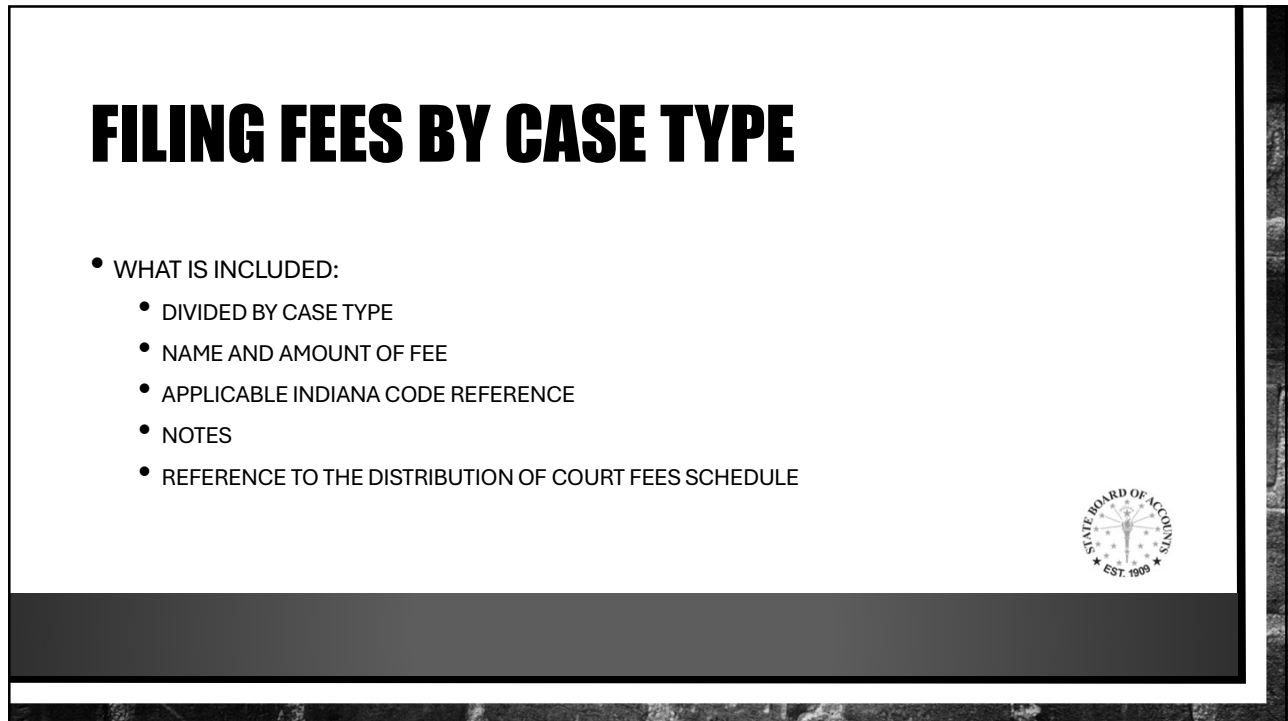 FILING FEES BY CASE TYPE
• WHAT IS INCLUDED:
• DIVIDED BY CASE TYPE
• NAME AND AMOUNT OF FEE
• APPLICABLE INDIANA CODE REFERENCE
• NOTES
• REFERENCE TO THE DISTRIBUTION OF COURT FEES SCHEDULE
STATE BOARD OF ACCOUNTS
★ EST. 1909 ★